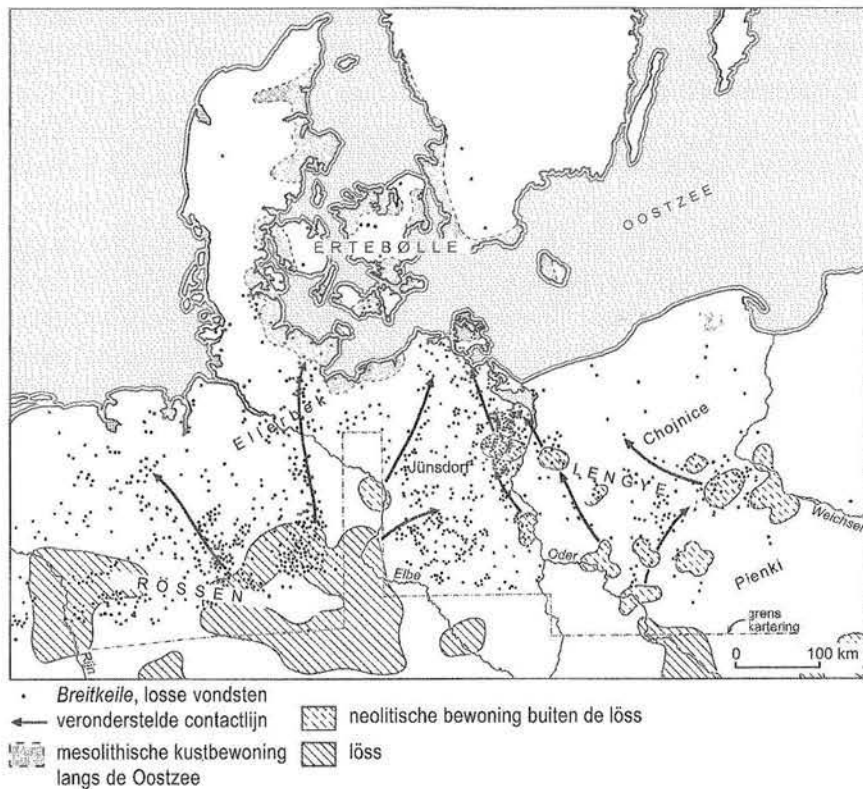 OOSTZEE
ERTEBØLLE
Ellerbek
Jünsdorf
Chojnice
LENGYE
Weichsel
RÖSSEN
Elbe
Oder
Pienki
Rijn
grens
kartering
0 100 km
Breitkeile, losse vondsten
veronderstelde contactlijn
mesolithische kustbewoning
langs de Oostzee
neolitische bewoning buiten de löss
löss